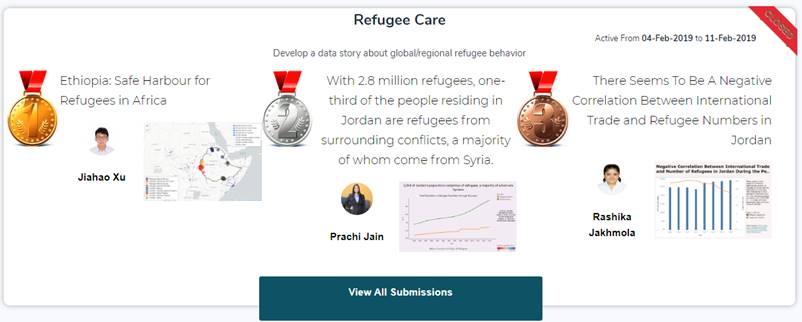 Refugee Care
CLOSED
Active From 04-Feb-2019 to 11-Feb-2019
Develop a data story about global/regional refugee behavior
1
Ethiopia: Safe Harbour for
Refugees in Africa
Jiahao Xu
2
With 2.8 million refugees, one-
third of the people residing in
Jordan are refugees from
surrounding conflicts, a majority
of whom come from Syria.
Prachi Jain
3
There Seems To Be A Negative
Correlation Between International
Trade and Refugee Numbers in
Jordan
Negative Correlation Between International Trade
and Number of Refugees in Jordan During the Pe...
Rashika
Jakhmola
View All Submissions